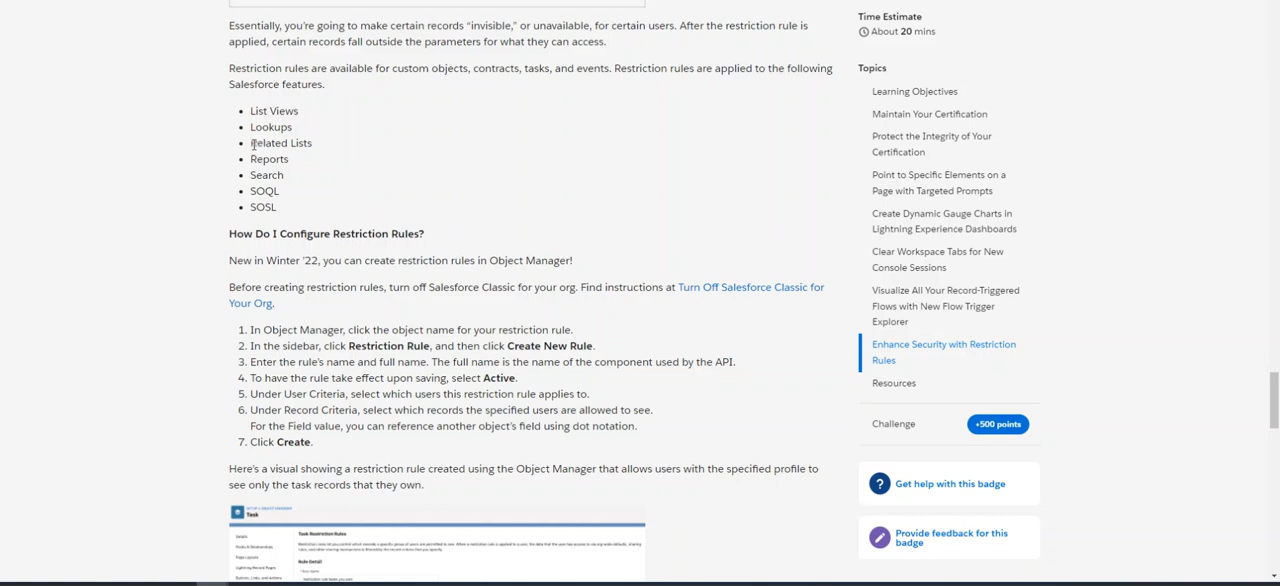 Essentially, you're going to make certain records “invisible,” or unavailable, for certain users. After the restriction rule is
applied, certain records fall outside the parameters for what they can access.
Restriction rules are available for custom objects, contracts, tasks, and events. Restriction rules are applied to the following
Salesforce features.
• List Views
• Lookups
• Related Lists
• Reports
• Search
• SOQL
• SOSL
How Do I Configure Restriction Rules?
New in Winter '22, you can create restriction rules in Object Manager!
Before creating restriction rules, turn off Salesforce Classic for your org. Find instructions at Turn Off Salesforce Classic for
Your Org.
1. In Object Manager, click the object name for your restriction rule.
2. In the sidebar, click Restriction Rule, and then click Create New Rule.
3. Enter the rule's name and full name. The full name is the name of the component used by the API.
4. To have the rule take effect upon saving, select Active.
5. Under User Criteria, select which users this restriction rule applies to.
6. Under Record Criteria, select which records the specified users are allowed to see.
For the Field value, you can reference another object's field using dot notation.
7. Click Create.
Here's a visual showing a restriction rule created using the Object Manager that allows users with the specified profile to
see only the task records that they own.
Task
Details
Fields & Relationships
Page Layouts
Lightning Record Pages
Buttons, Links, and Actions
Task Restriction Rules
Rule Detail
Time Estimate
About 20 mins
Topics
Learning Objectives
Maintain Your Certification
Protect the Integrity of Your
Certification
Point to Specific Elements on a
Page with Targeted Prompts
Create Dynamic Gauge Charts in
Lightning Experience Dashboards
Clear Workspace Tabs for New
Console Sessions
Visualize All Your Record-Triggered
Flows with New Flow Trigger
Explorer
Enhance Security with Restriction
Rules
Resources
Challenge
+500 points
? Get help with this badge
Provide feedback for this
badge